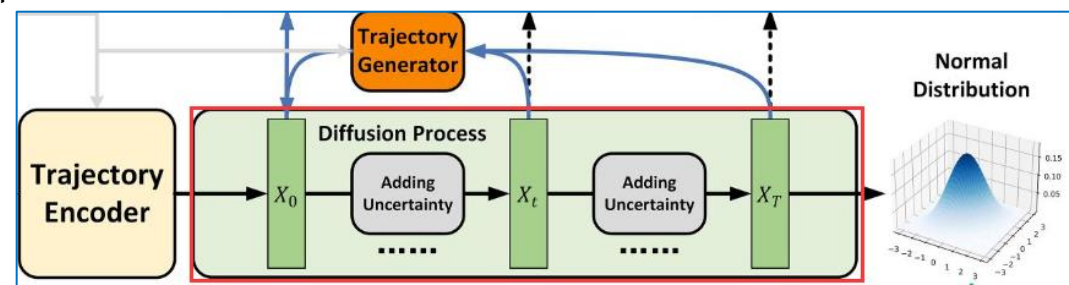 Trajectory
Generator
Normal
Distribution
Diffusion Process
Trajectory
Encoder
X₀
Adding
Uncertainty
......
Xₜ
Adding
Uncertainty
......
X_T
0.15
0.10
0.05
−3 −2 −1 0 1 2 3
−3 −2 −1 0 1 2 3